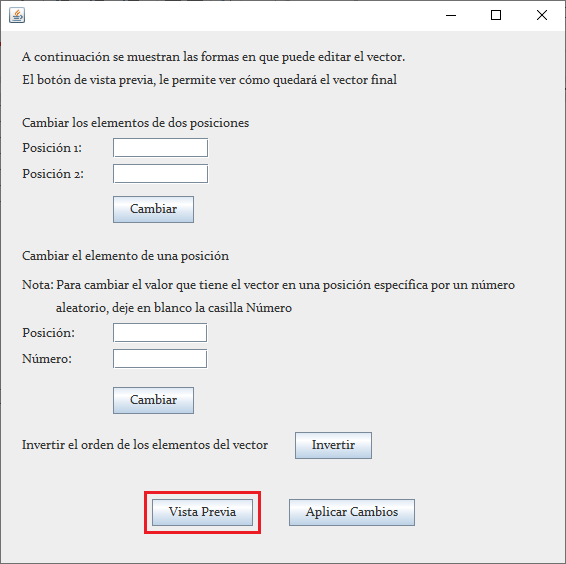 A continuación se muestran las formas en que puede editar el vector.
El botón de vista previa, le permite ver cómo quedará el vector final
Cambiar los elementos de dos posiciones
Posición 1:
Posición 2:
Cambiar
Cambiar el elemento de una posición
Nota: Para cambiar el valor que tiene el vector en una posición específica por un número
aleatorio, deje en blanco la casilla Número
Posición:
Número:
Cambiar
Invertir el orden de los elementos del vector Invertir
Vista Previa Aplicar Cambios